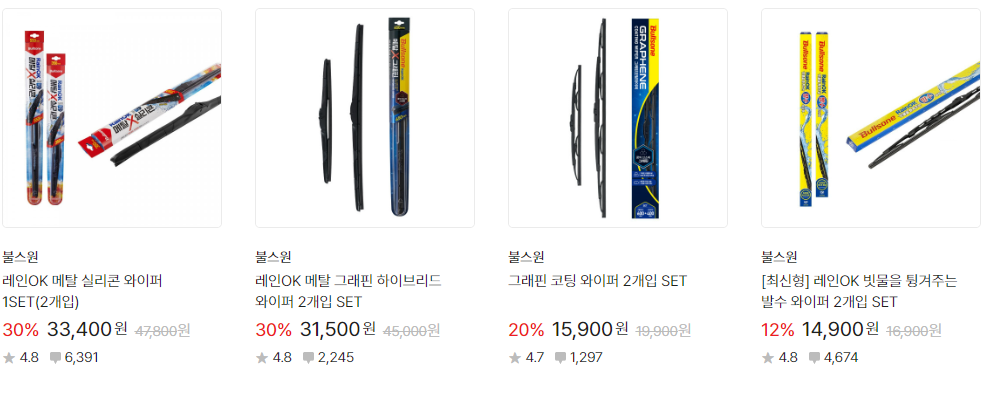 Bullsone
GRAPHENE
Bullsone
Bullsone
Bullsone
불스원
레인OK 메탈 실리콘 와이퍼
1SET(2개입)
30% 33,400원 47,800원
4.8 6,391
불스원
레인OK 메탈 그래핀 하이브리드
와이퍼 2개입 SET
30% 31,500원 45,000원
4.8 2,245
불스원
그래핀 코팅 와이퍼 2개입 SET
20% 15,900원 19,900원
4.7 1,297
불스원
[최신형] 레인OK 빗물을 튕겨주는
발수 와이퍼 2개입 SET
12% 14,900원 16,900원
4.8 4,674